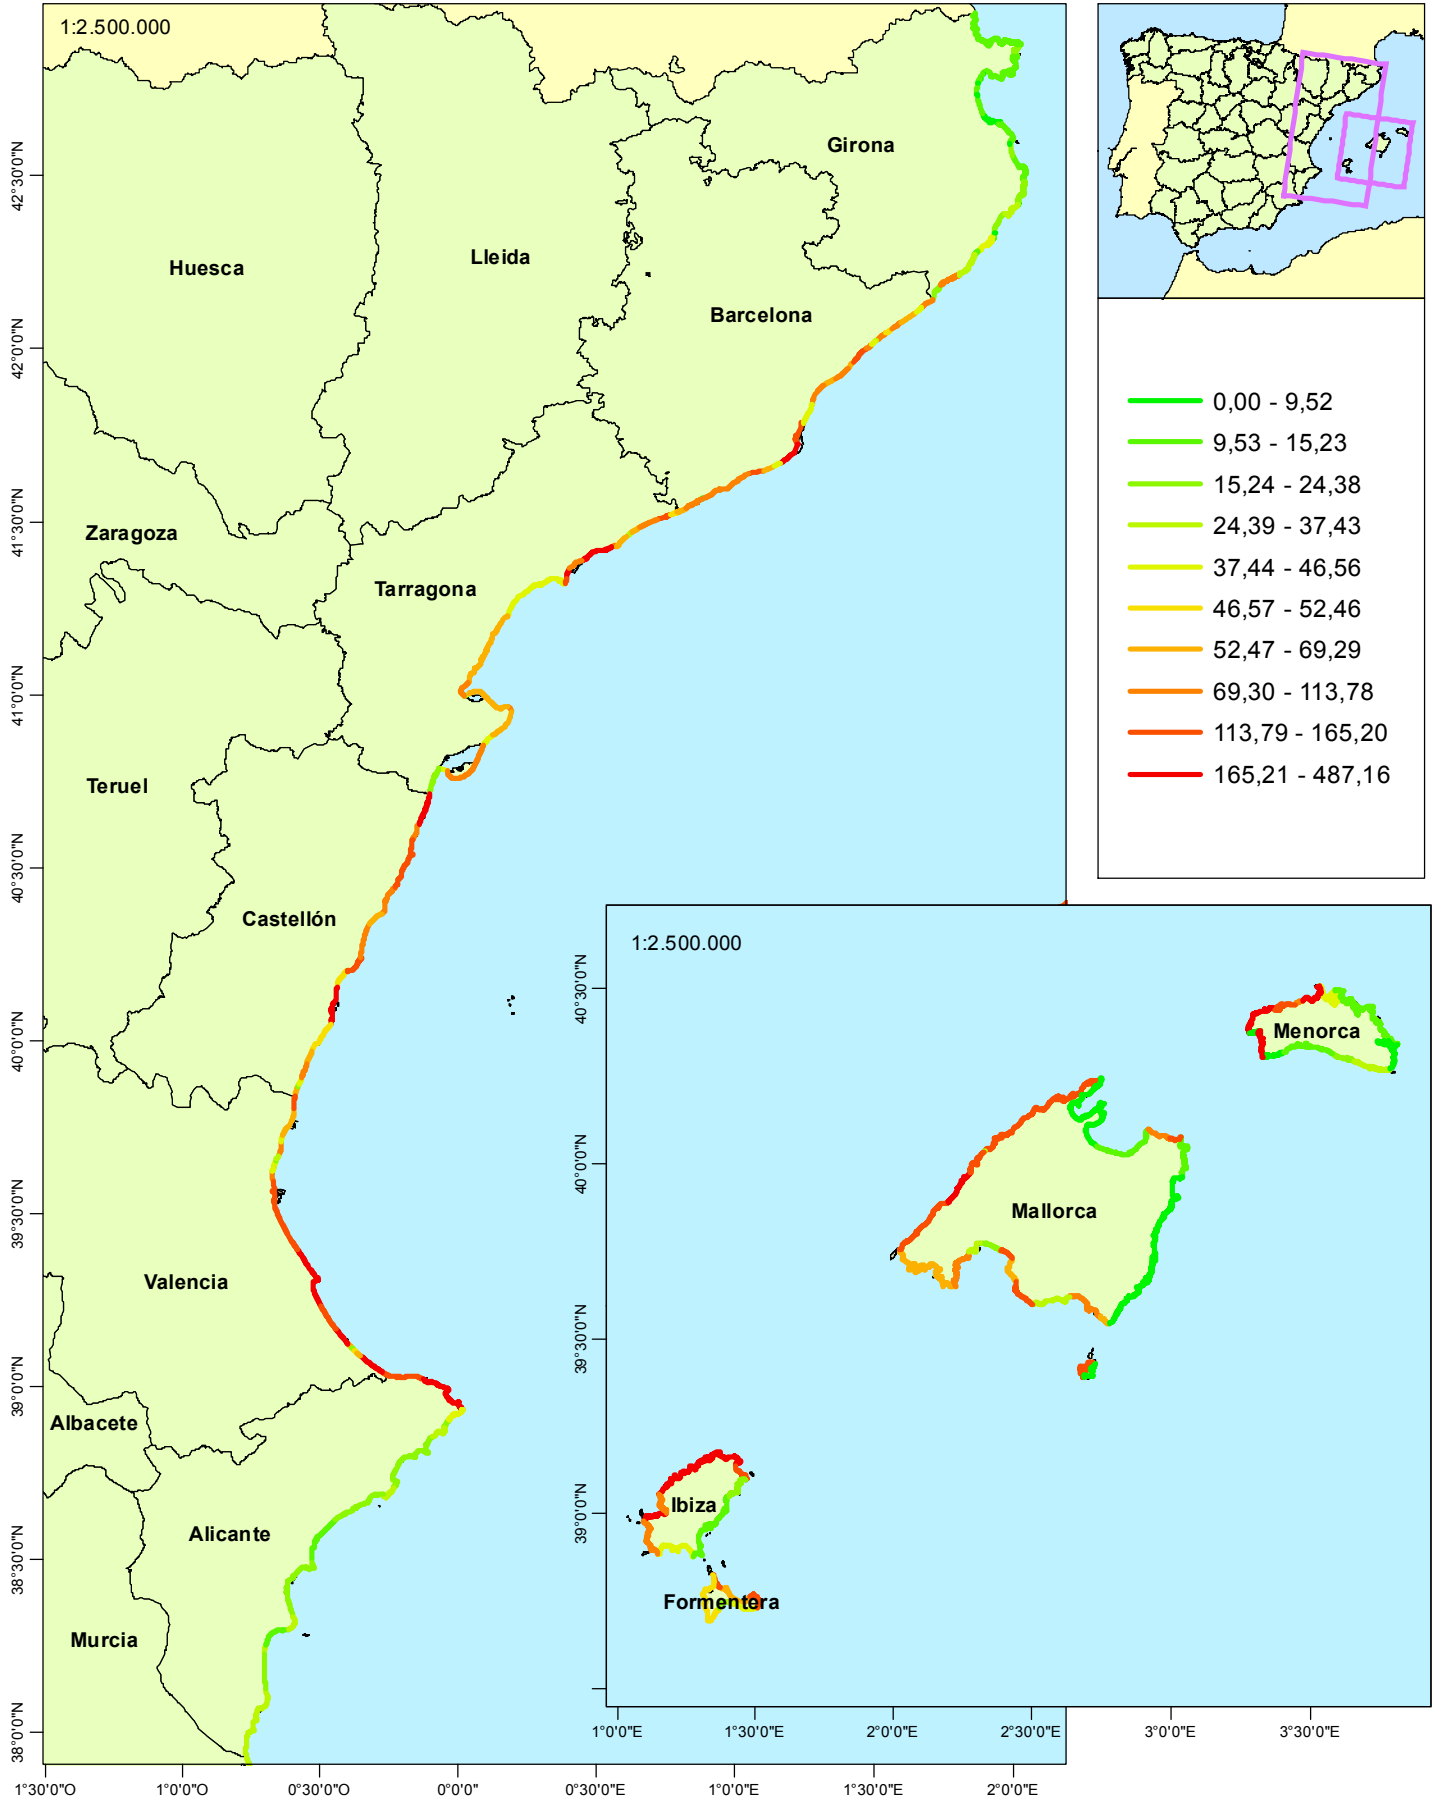 1:2.500.000
Girona
Huesca
Lleida
Barcelona
Zaragoza
Tarragona
Teruel
Castellón
Valencia
Albacete
Alicante
Murcia
42°30'0"N
42°0'0"N
41°30'0"N
41°0'0"N
40°30'0"N
40°0'0"N
39°30'0"N
39°0'0"N
38°30'0"N
38°0'0"N
1°30'0"O
1°0'0"O
0°30'0"O
0°0'0"
0°30'0"E
1°0'0"E
1°30'0"E
2°0'0"E
0,00 - 9,52
9,53 - 15,23
15,24 - 24,38
24,39 - 37,43
37,44 - 46,56
46,57 - 52,46
52,47 - 69,29
69,30 - 113,78
113,79 - 165,20
165,21 - 487,16
1:2.500.000
Menorca
Mallorca
Ibiza
Formentera
40°30'0"N
40°0'0"N
39°30'0"N
39°0'0"N
1°0'0"E
1°30'0"E
2°0'0"E
2°30'0"E
3°0'0"E
3°30'0"E